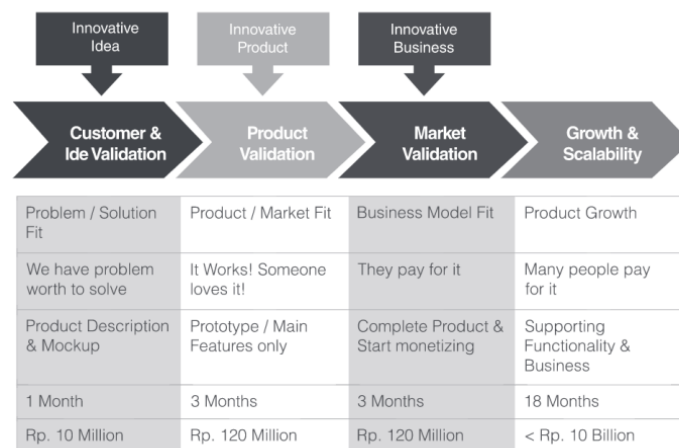 Innovative
Idea
Innovative
Product
Innovative
Business
Customer &
Ide Validation
Product
Validation
Market
Validation
Growth &
Scalability
Problem / Solution
Fit
Product / Market Fit
Business Model Fit
Product Growth
We have problem
worth to solve
It Works! Someone
loves it!
They pay for it
Many people pay
for it
Product Description
& Mockup
Prototype / Main
Features only
Complete Product &
Start monetizing
Supporting
Functionality &
Business
1 Month
3 Months
3 Months
18 Months
Rp. 10 Million
Rp. 120 Million
Rp. 120 Million
< Rp. 10 Billion